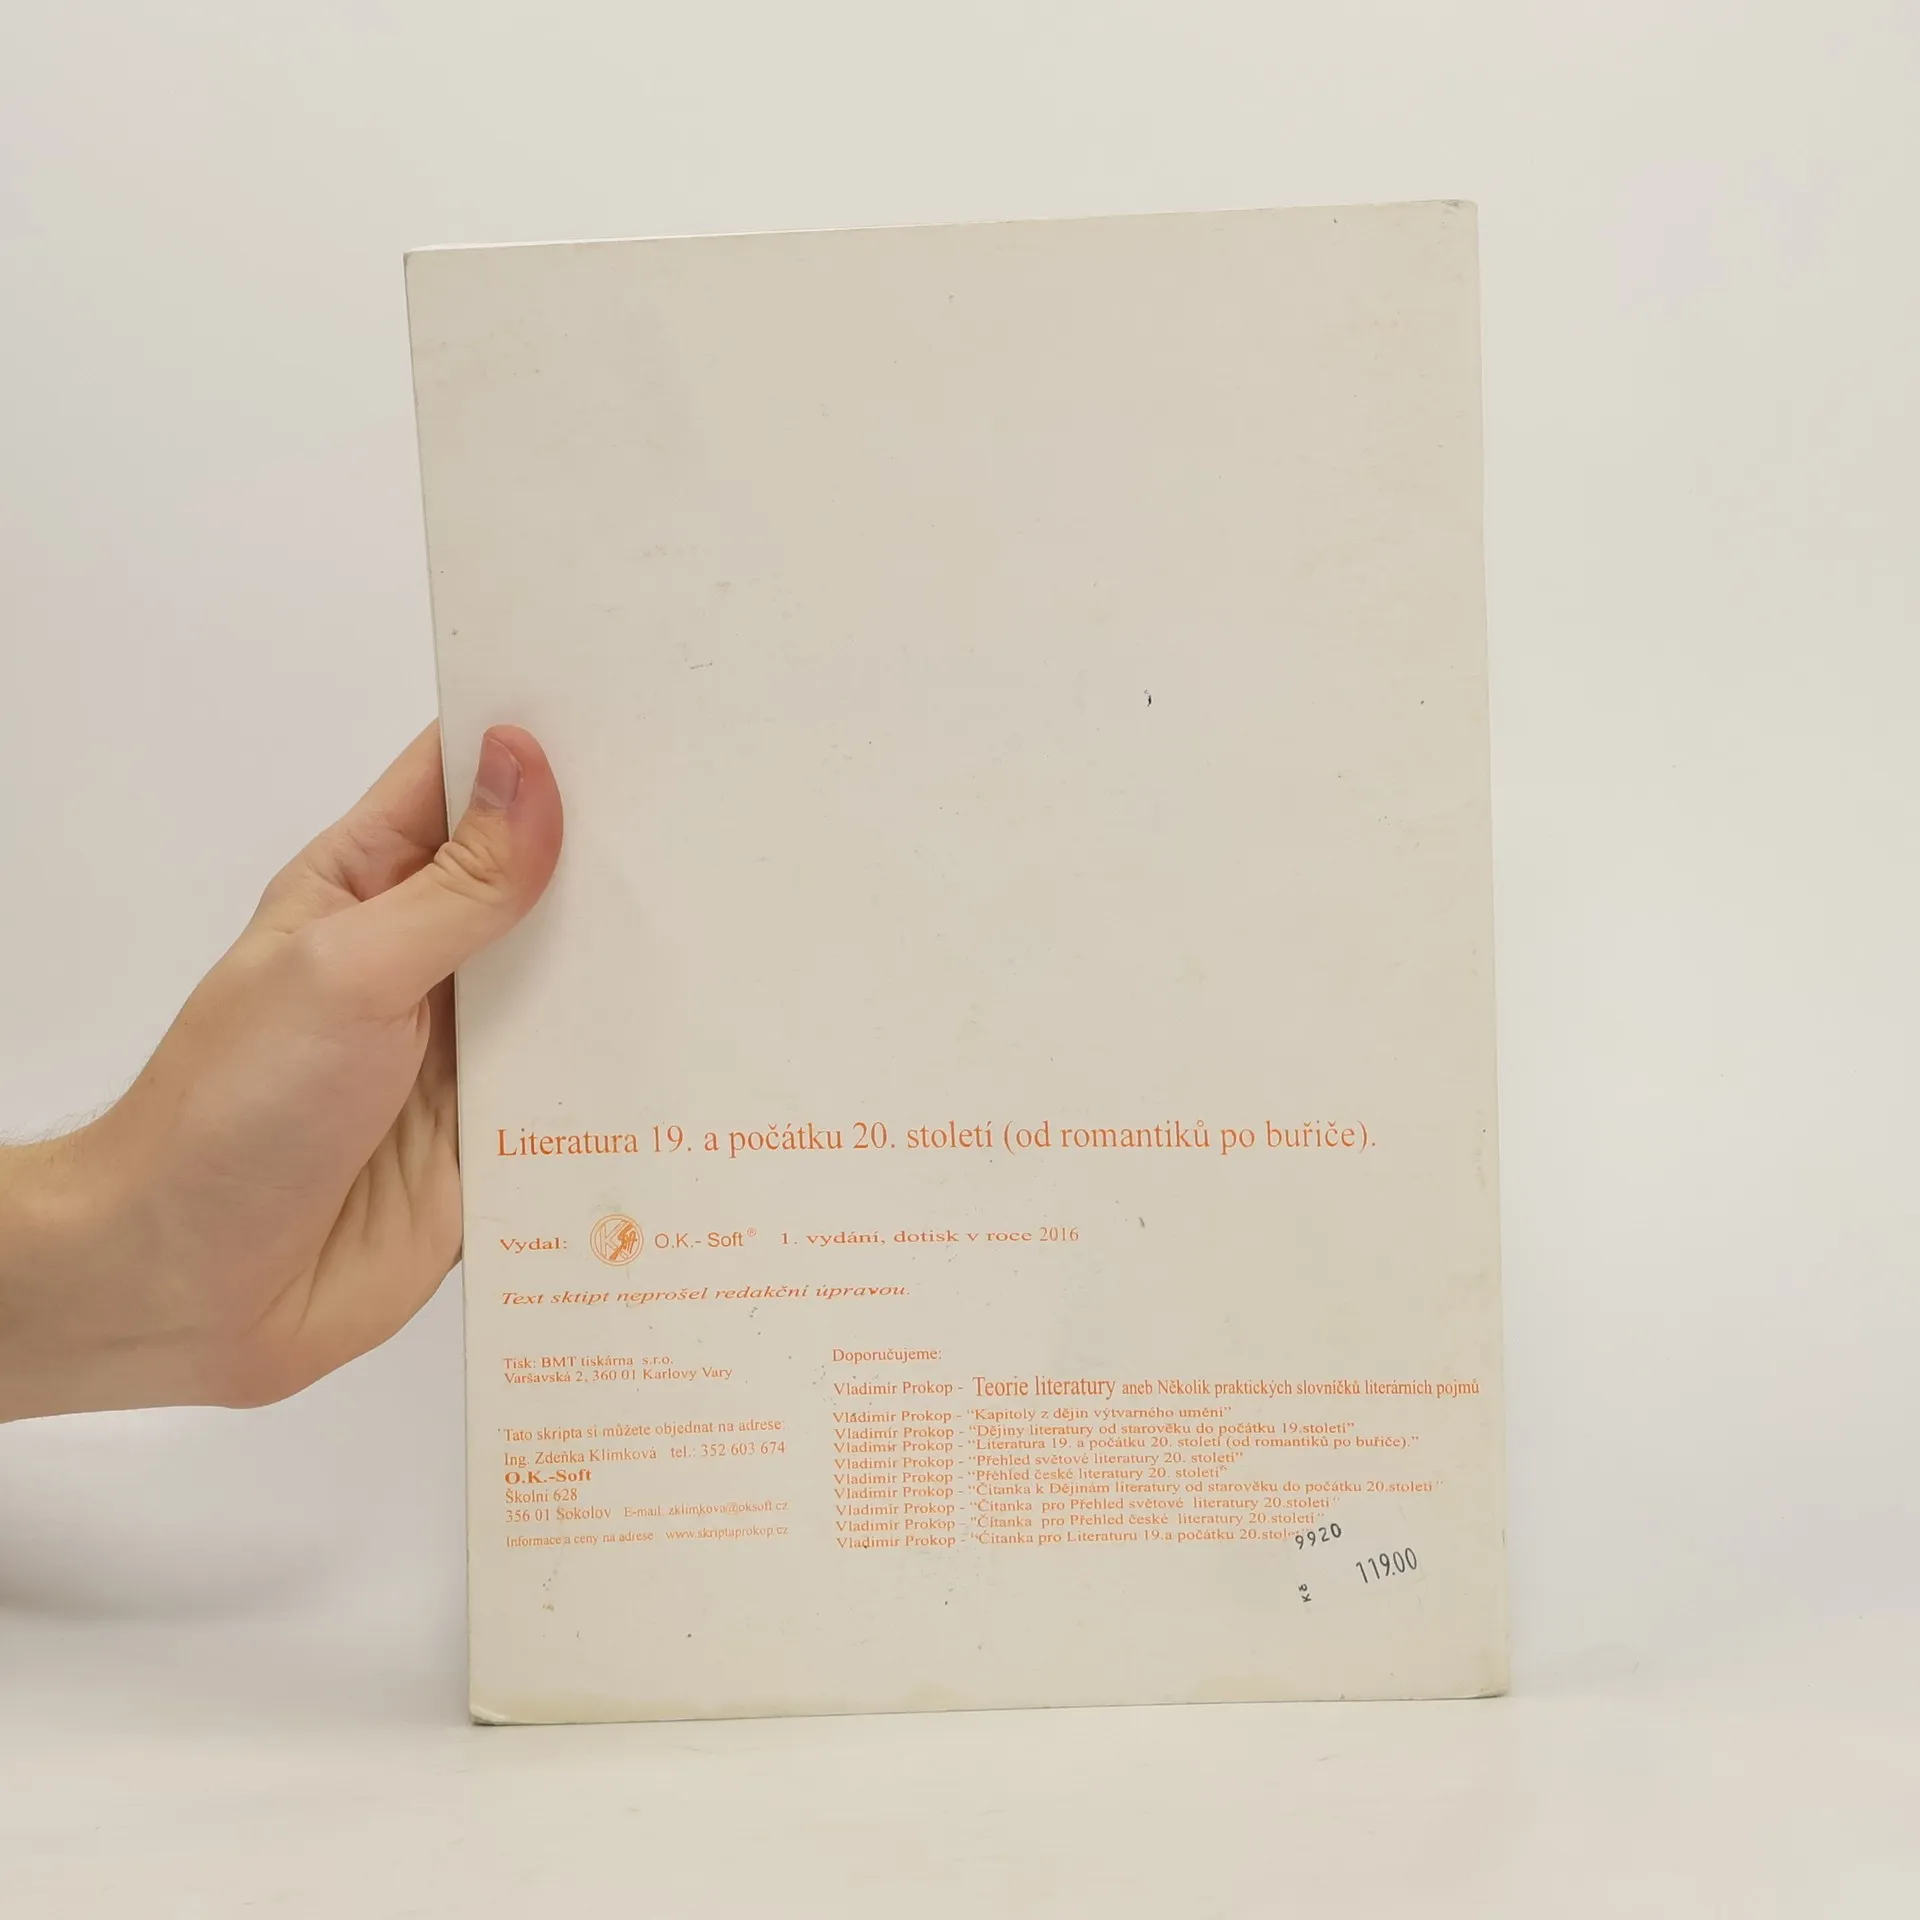 Literatura 19. a počátku 20. století (od romantiků po buřiče).
Vydal: O.K.- Soft® 1. vydání, dotisk v roce 2016
Text sktipt neprošel redakční úpravou.
Tisk: BMT tiskárna s.r.o.
Varšavská 2, 360 01 Karlovy Vary
Tato skripta si můžete objednat na adrese:
Ing. Zdeňka Klímková tel.: 352 603 674
O.K.-Soft
Školní 628
356 01 Sokolov E-mail: zklimkova@oksoft.cz
Informace a ceny na adrese www.skriptaprokop.cz
Doporučujeme:
Vladimír Prokop - Teorie literatury aneb Několik praktických slovníčků literárních pojmů
Vladimír Prokop - “Kapitoly z dějin výtvarného umění”
Vladimír Prokop - “Dějiny literatury od starověku do počátku 19.století”
Vladimír Prokop - “Literatura 19. a počátku 20. století (od romantiků po buřiče).”
Vladimír Prokop - “Přehled světové literatury 20. století”
Vladimír Prokop - “Přehled české literatury 20. století”
Vladimír Prokop - “Čítanka k Dějinám literatury od starověku do počátku 20.století”
Vladimír Prokop - “Čítanka pro Přehled světové literatury 20.století”
Vladimír Prokop - "Čítanka pro Přehled české literatury 20.století"
Vladimír Prokop - “Čítanka pro Literaturu 19.a počátku 20.stol
9920
119.00